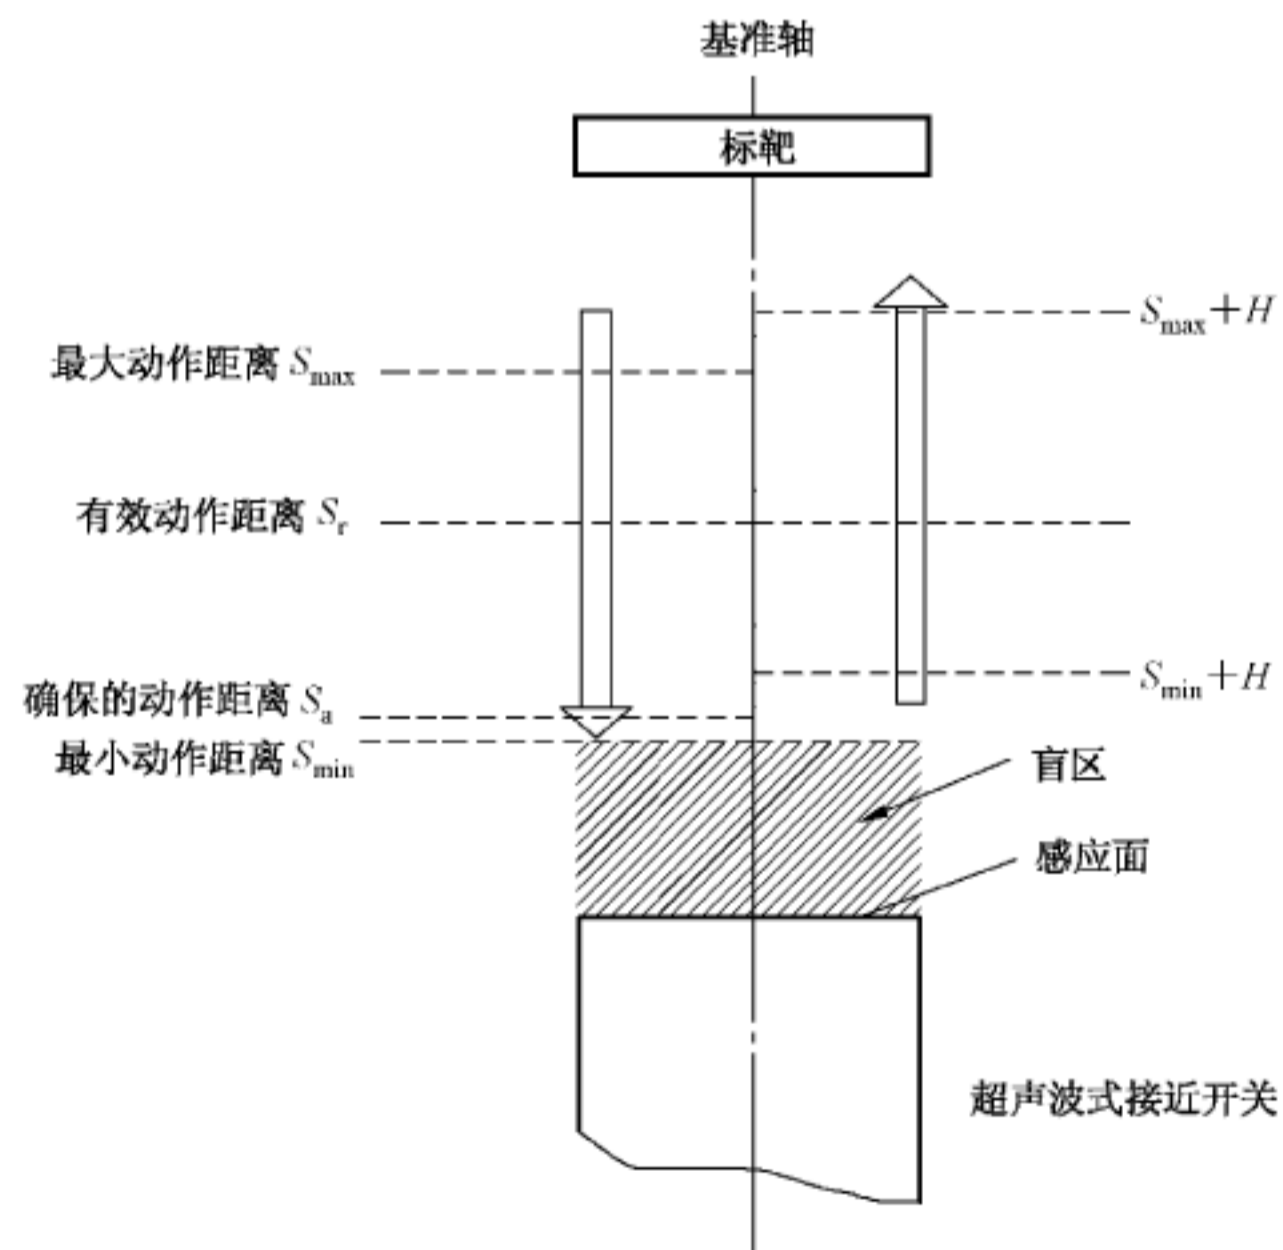 基准轴
标靶
S_max+H
最大动作距离 S_max
有效动作距离 S_r
S_min+H
确保的动作距离 S_a
最小动作距离 S_min
盲区
感应面
超声波式接近开关